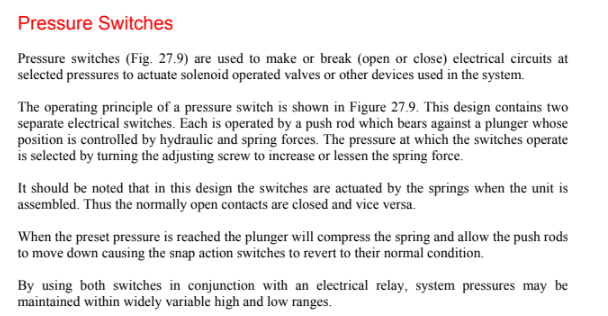 Pressure Switches
Pressure switches (Fig. 27.9) are used to make or break (open or close) electrical circuits at
selected pressures to actuate solenoid operated valves or other devices used in the system.
The operating principle of a pressure switch is shown in Figure 27.9. This design contains two
separate electrical switches. Each is operated by a push rod which bears against a plunger whose
position is controlled by hydraulic and spring forces. The pressure at which the switches operate
is selected by turning the adjusting screw to increase or lessen the spring force.
It should be noted that in this design the switches are actuated by the springs when the unit is
assembled. Thus the normally open contacts are closed and vice versa.
When the preset pressure is reached the plunger will compress the spring and allow the push rods
to move down causing the snap action switches to revert to their normal condition.
By using both switches in conjunction with an electrical relay, system pressures may be
maintained within widely variable high and low ranges.